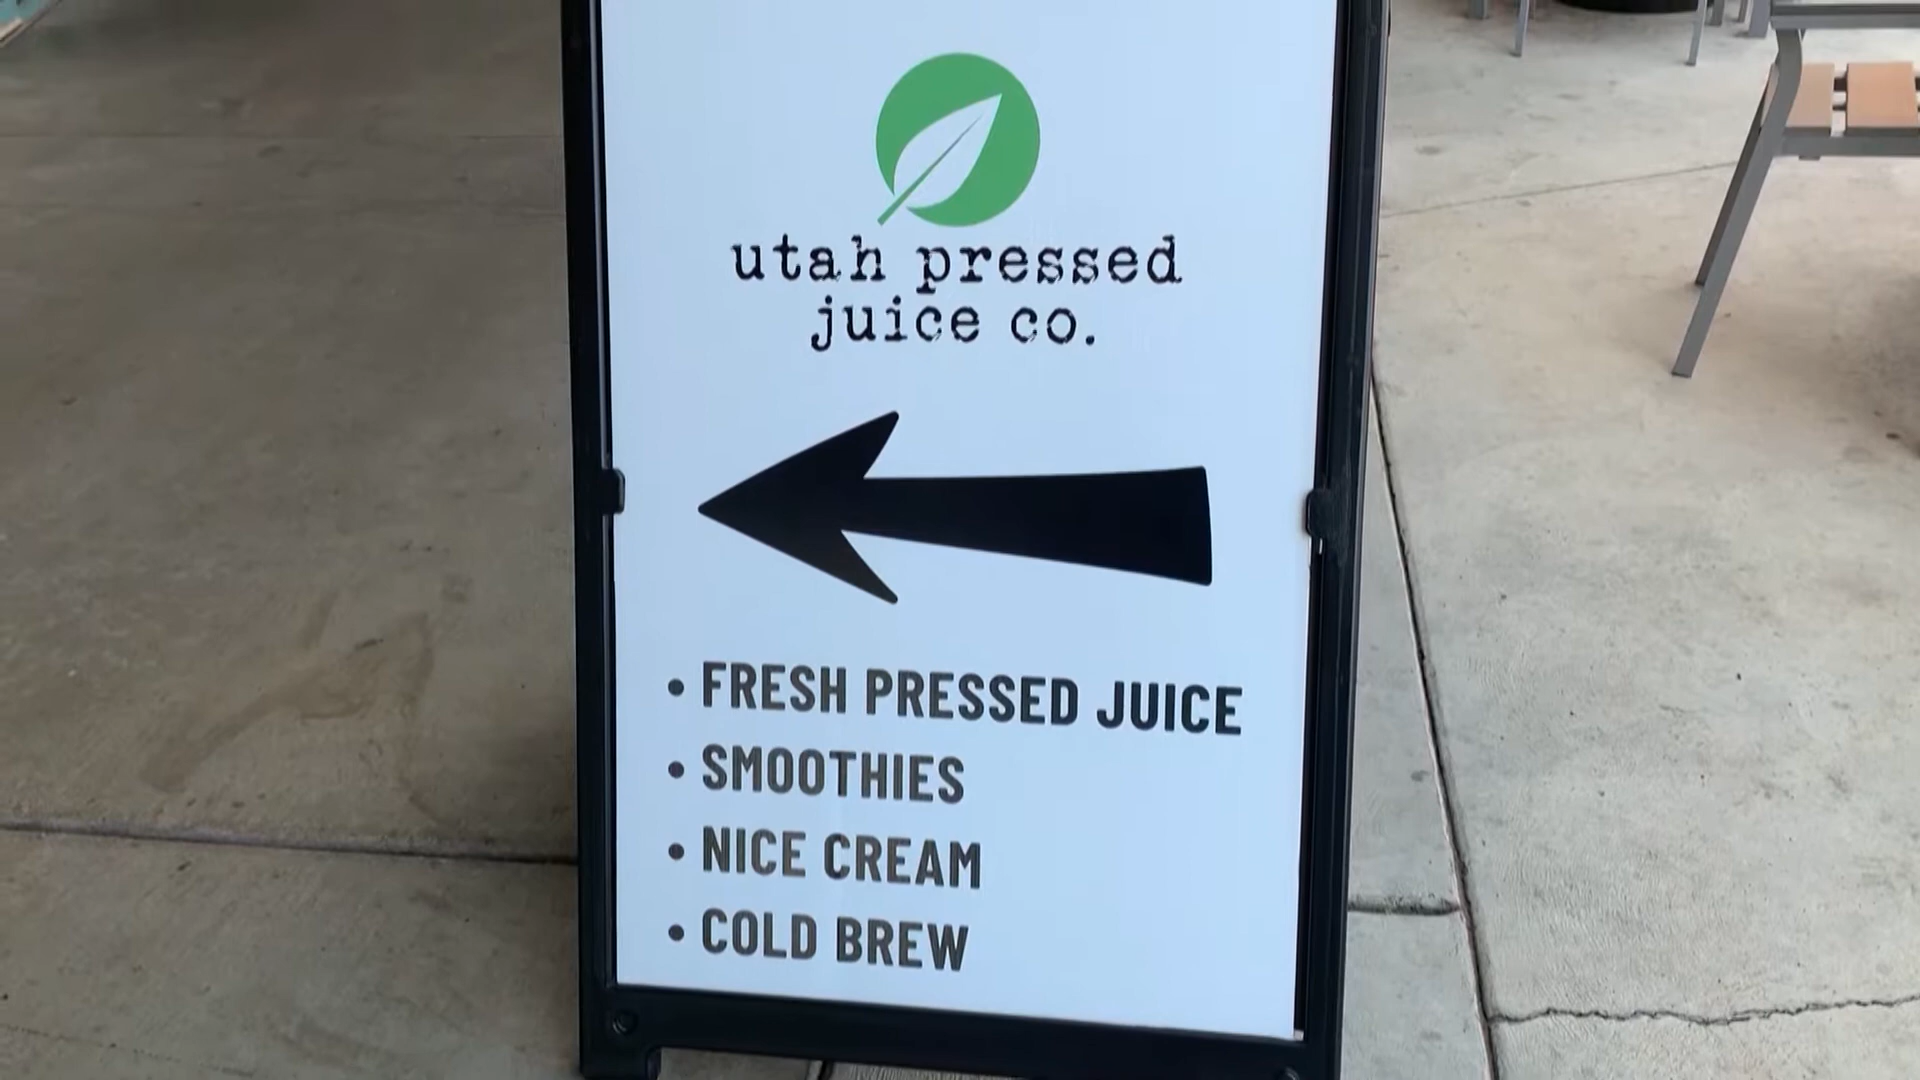 utah pressed
juice co.
• FRESH PRESSED JUICE
• SMOOTHIES
• NICE CREAM
• COLD BREW